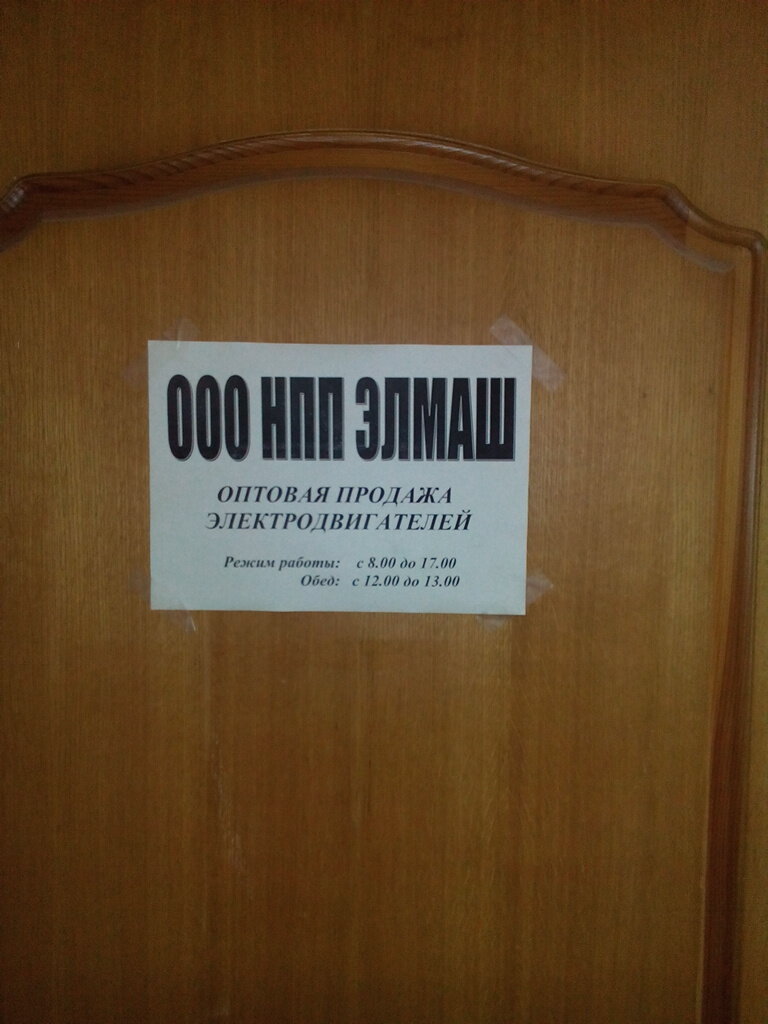 ООО НПП ЭЛМАШ
ОПТОВАЯ ПРОДАЖА
ЭЛЕКТРОДВИГАТЕЛЕЙ
Режим работы: с 8.00 до 17.00
Обед: с 12.00 до 13.00